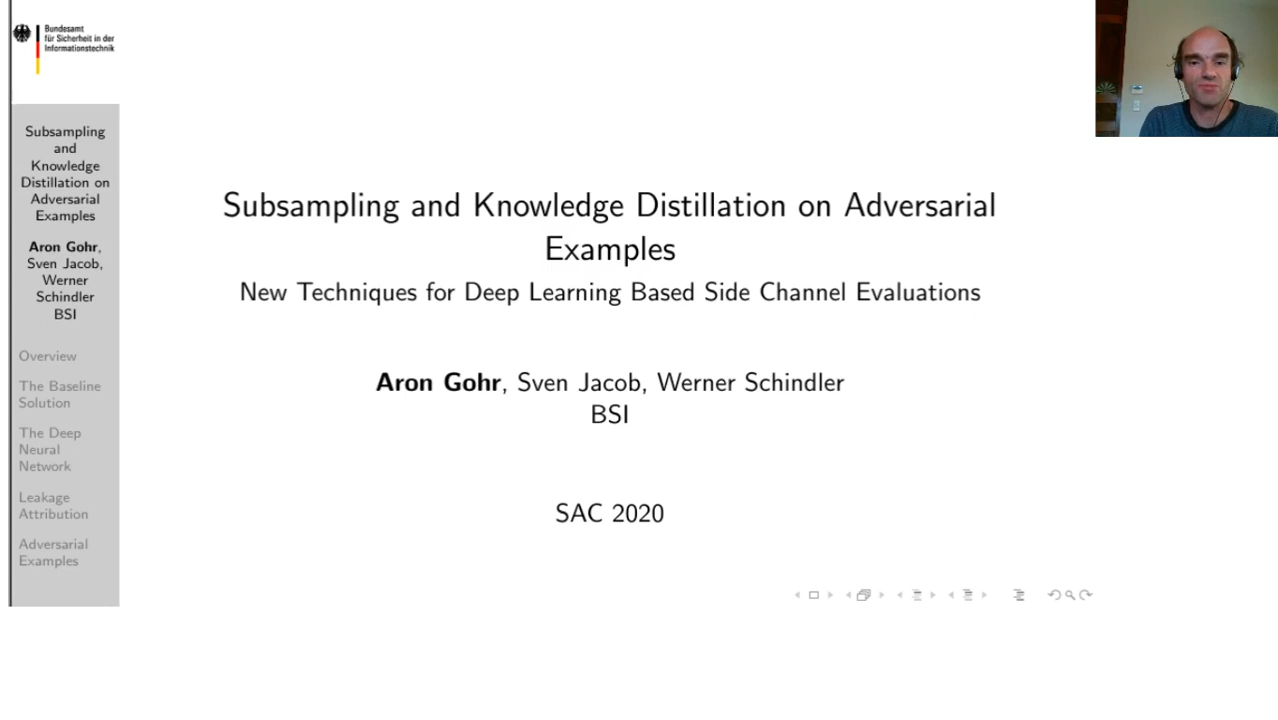 Bundesamt
für Sicherheit in der
Informationstechnik
Subsampling
and
Knowledge
Distillation on
Adversarial
Examples
Aron Gohr,
Sven Jacob,
Werner
Schindler
BSI
Overview
The Baseline
Solution
The Deep
Neural
Network
Leakage
Attribution
Adversarial
Examples
Subsampling and Knowledge Distillation on Adversarial
Examples
New Techniques for Deep Learning Based Side Channel Evaluations
Aron Gohr, Sven Jacob, Werner Schindler
BSI
SAC 2020